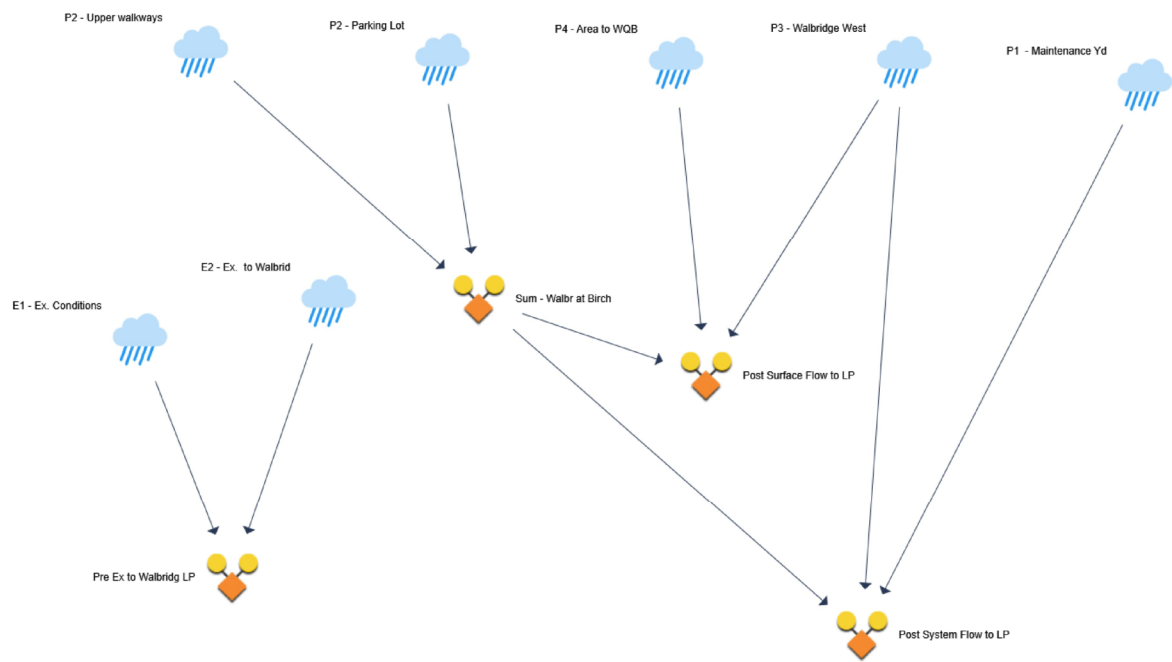 P2 - Upper walkways
P2 - Parking Lot
P4 - Area to WQB
P3 - Walbridge West
P1 - Maintenance Yd
E2 - Ex. to Walbrid
E1 - Ex. Conditions
Sum - Walbr at Birch
Post Surface Flow to LP
Pre Ex to Walbridg LP
Post System Flow to LP